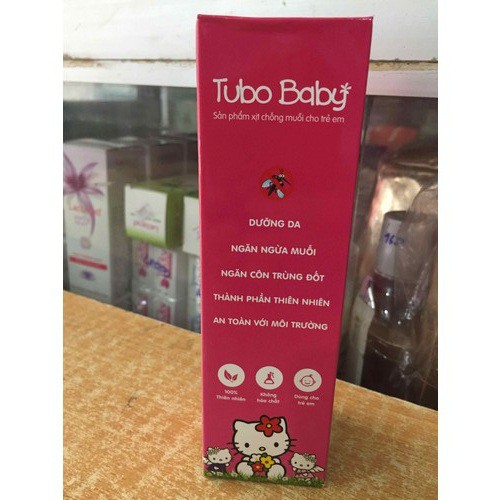 Tubo Baby
Sản phẩm xịt chống muỗi cho trẻ em
DƯỠNG DA
NGĂN NGỪA MUỖI
NGĂN CÔN TRÙNG ĐỐT
THÀNH PHẦN THIÊN NHIÊN
AN TOÀN VỚI MÔI TRƯỜNG
100%
Thiên nhiên
Không
hóa chất
Dùng cho
trẻ em